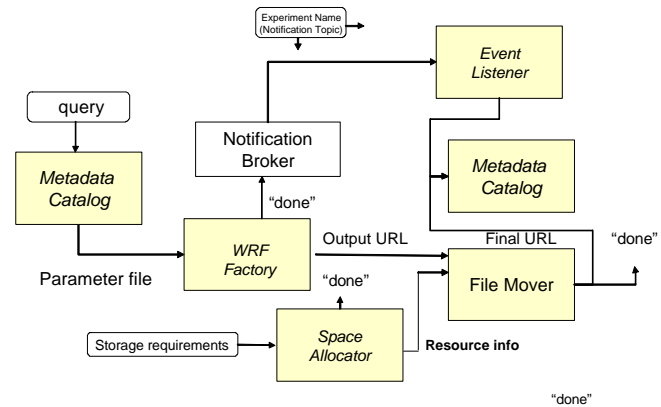 Experiment Name
(Notification Topic)
Event
Listener
query
Notification
Broker
Metadata
Catalog
Metadata
Catalog
"done"
WRF
Factory
Output URL
Final URL
"done"
Parameter file
"done"
File Mover
Storage requirements
Space
Allocator
Resource info
"done"